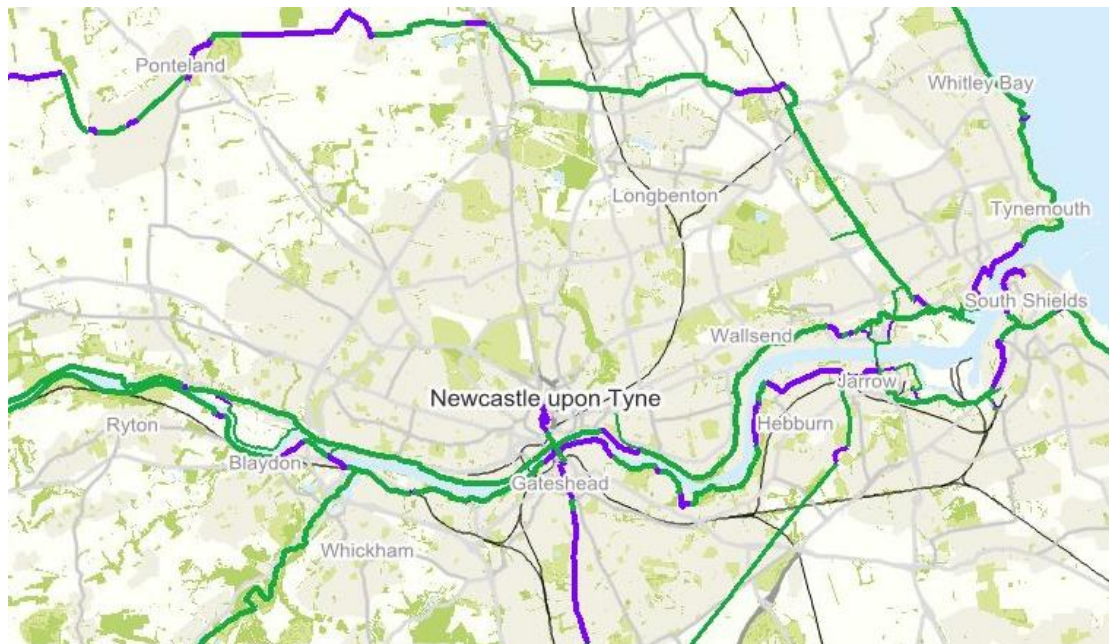 Ponteland
Whitley Bay
Longbenton
Tynemouth
South Shields
Wallsend
Jarrow
Newcastle upon Tyne
Ryton
Hebburn
Blaydon
Gateshead
Whickham